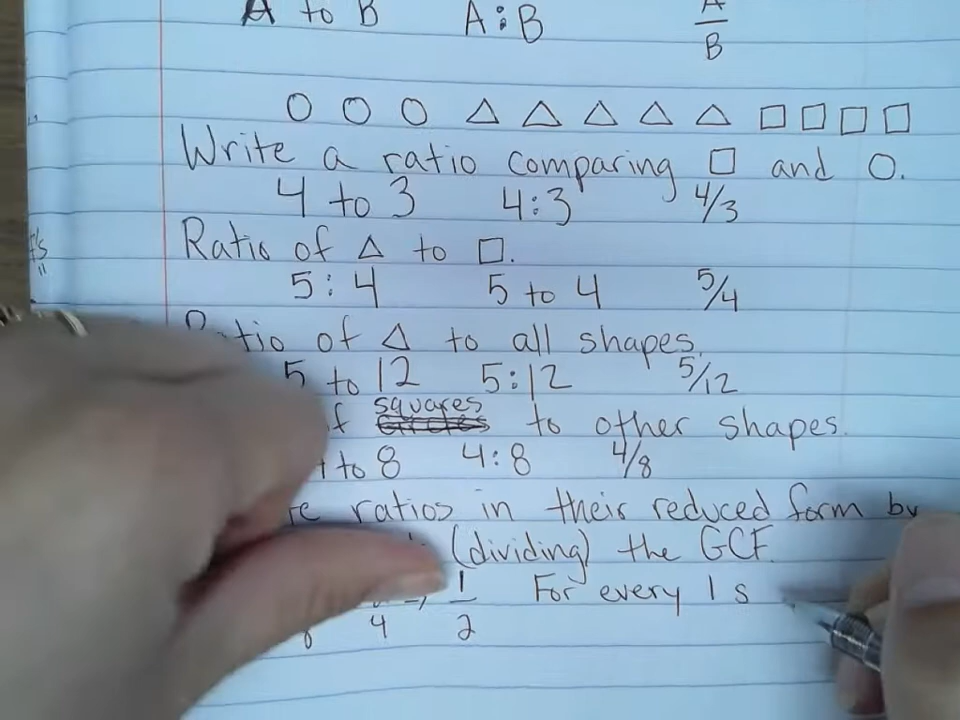 A to B A:B A/B
Write a ratio comparing □ and ○.
4 to 3 4:3 4/3
Ratio of △ to □.
5:4 5 to 4 5/4
of △ to all shapes.
5 to 12 5:12 5/12
squares
to other shapes.
to 8 4:8 4/8
ratios in their reduced form by
(dividing) the GCF.
4 1/2 For every 1 s